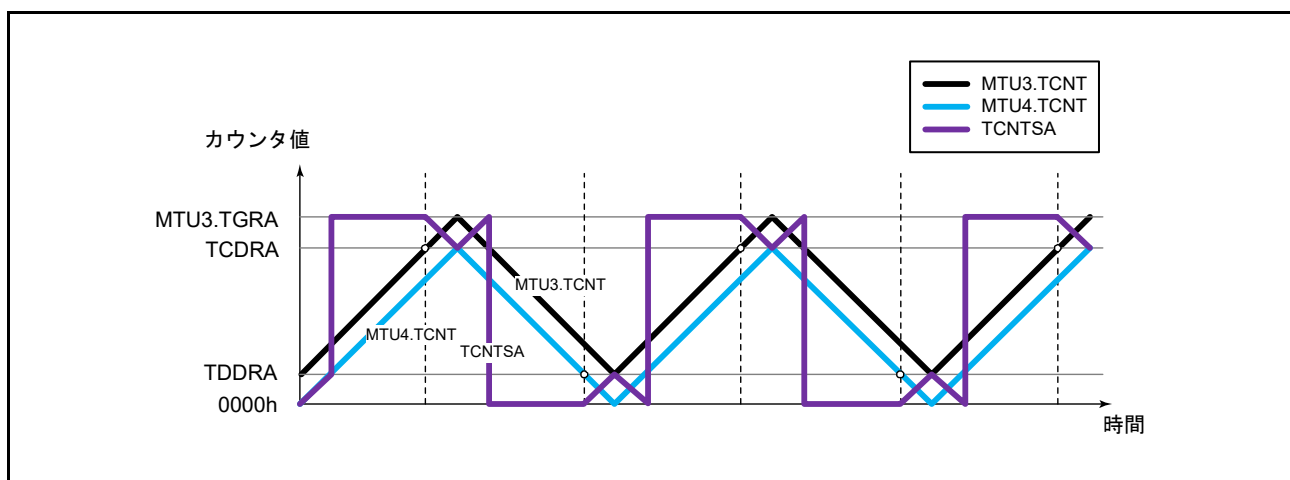 MTU3.TCNT
MTU4.TCNT
TCNTSA
カウンタ値
MTU3.TGRA
TCDRA
MTU3.TCNT
MTU4.TCNT
TCNTSA
TDDRA
0000h
時間